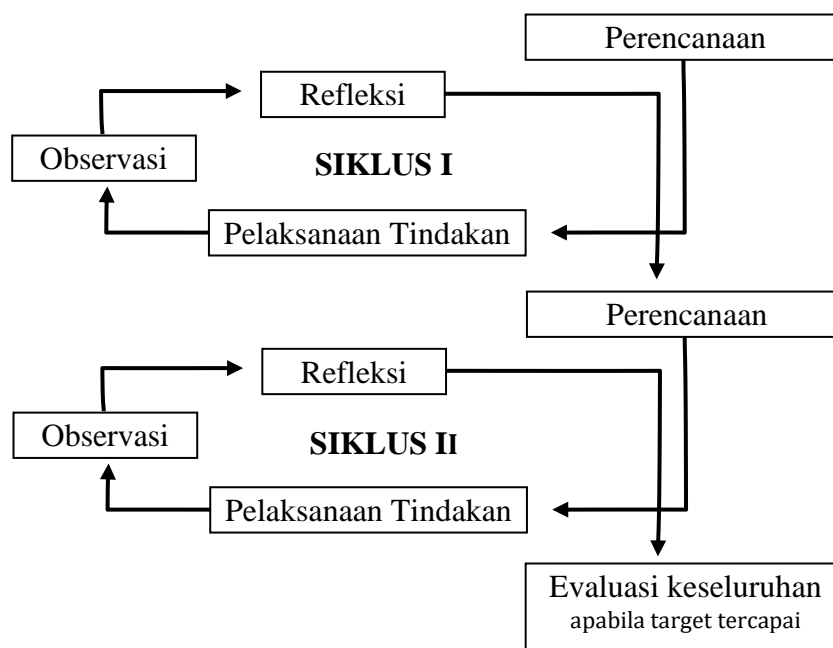 Perencanaan
Refleksi
Observasi
SIKLUS I
Pelaksanaan Tindakan
Perencanaan
Refleksi
Observasi
SIKLUS II
Pelaksanaan Tindakan
Evaluasi keseluruhan
apabila target tercapai